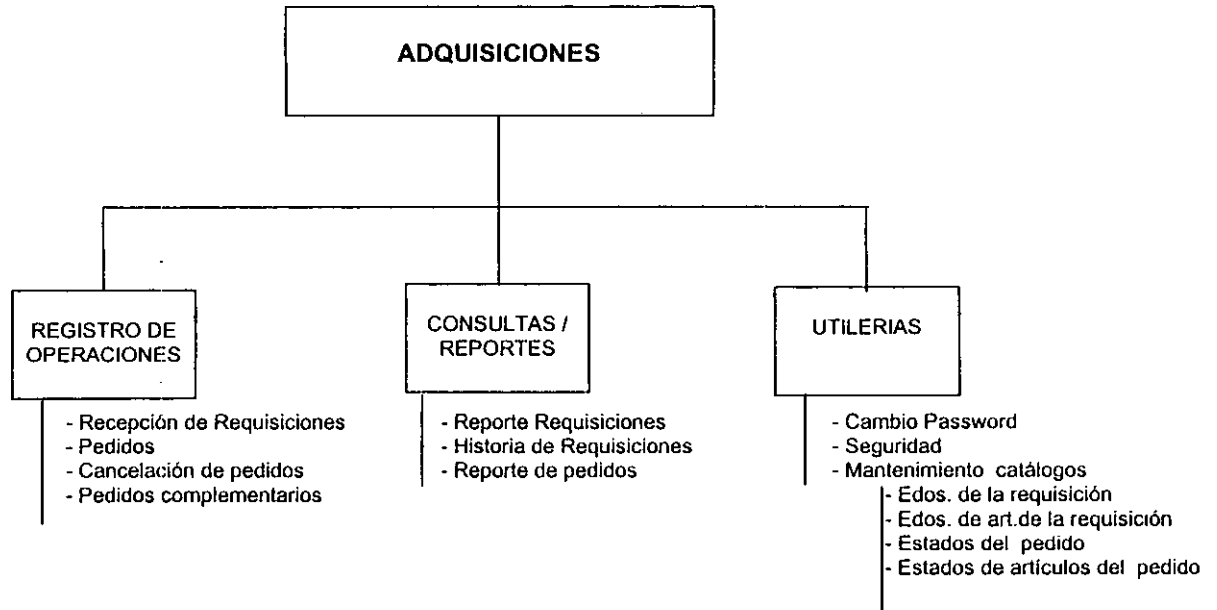 ADQUISICIONES
REGISTRO DE
OPERACIONES
- Recepción de Requisiciones
- Pedidos
- Cancelación de pedidos
- Pedidos complementarios
CONSULTAS /
REPORTES
- Reporte Requisiciones
- Historia de Requisiciones
- Reporte de pedidos
UTILERIAS
- Cambio Password
- Seguridad
- Mantenimiento catálogos
- Edos. de la requisición
- Edos. de art.de la requisición
- Estados del pedido
- Estados de artículos del pedido